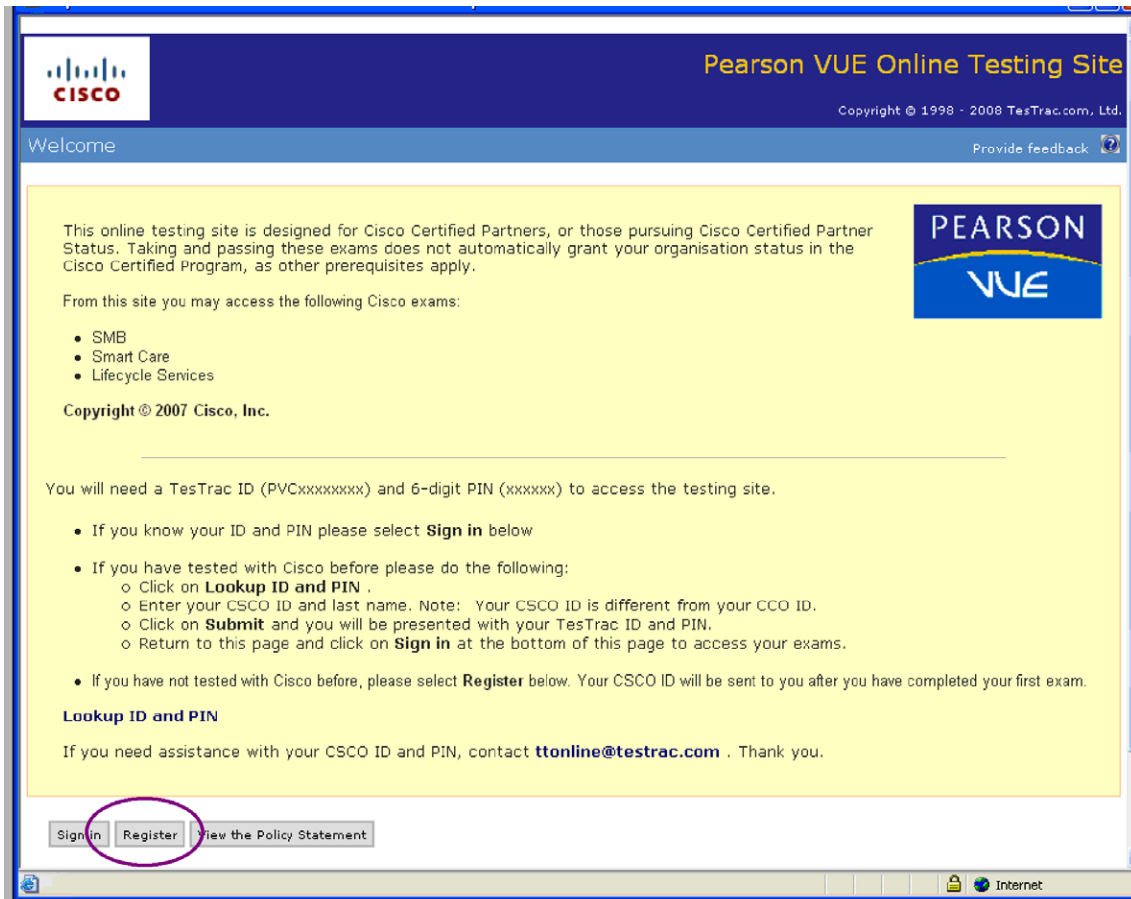 CISCO
Pearson VUE Online Testing Site
Copyright © 1998 - 2008 TesTrac.com, Ltd.
Welcome
Provide feedback
This online testing site is designed for Cisco Certified Partners, or those pursuing Cisco Certified Partner
Status. Taking and passing these exams does not automatically grant your organisation status in the
Cisco Certified Program, as other prerequisites apply.
PEARSON
VUE
From this site you may access the following Cisco exams:
• SMB
• Smart Care
• Lifecycle Services
Copyright © 2007 Cisco, Inc.
You will need a TesTrac ID (PVCxxxxxxxx) and 6-digit PIN (xxxxxx) to access the testing site.
• If you know your ID and PIN please select Sign in below
• If you have tested with Cisco before please do the following:
o Click on Lookup ID and PIN .
o Enter your CSCO ID and last name. Note: Your CSCO ID is different from your CCO ID.
o Click on Submit and you will be presented with your TesTrac ID and PIN.
o Return to this page and click on Sign in at the bottom of this page to access your exams.
• If you have not tested with Cisco before, please select Register below. Your CSCO ID will be sent to you after you have completed your first exam.
Lookup ID and PIN
If you need assistance with your CSCO ID and PIN, contact ttonline@testrac.com . Thank you.
Sign in Register View the Policy Statement
Internet